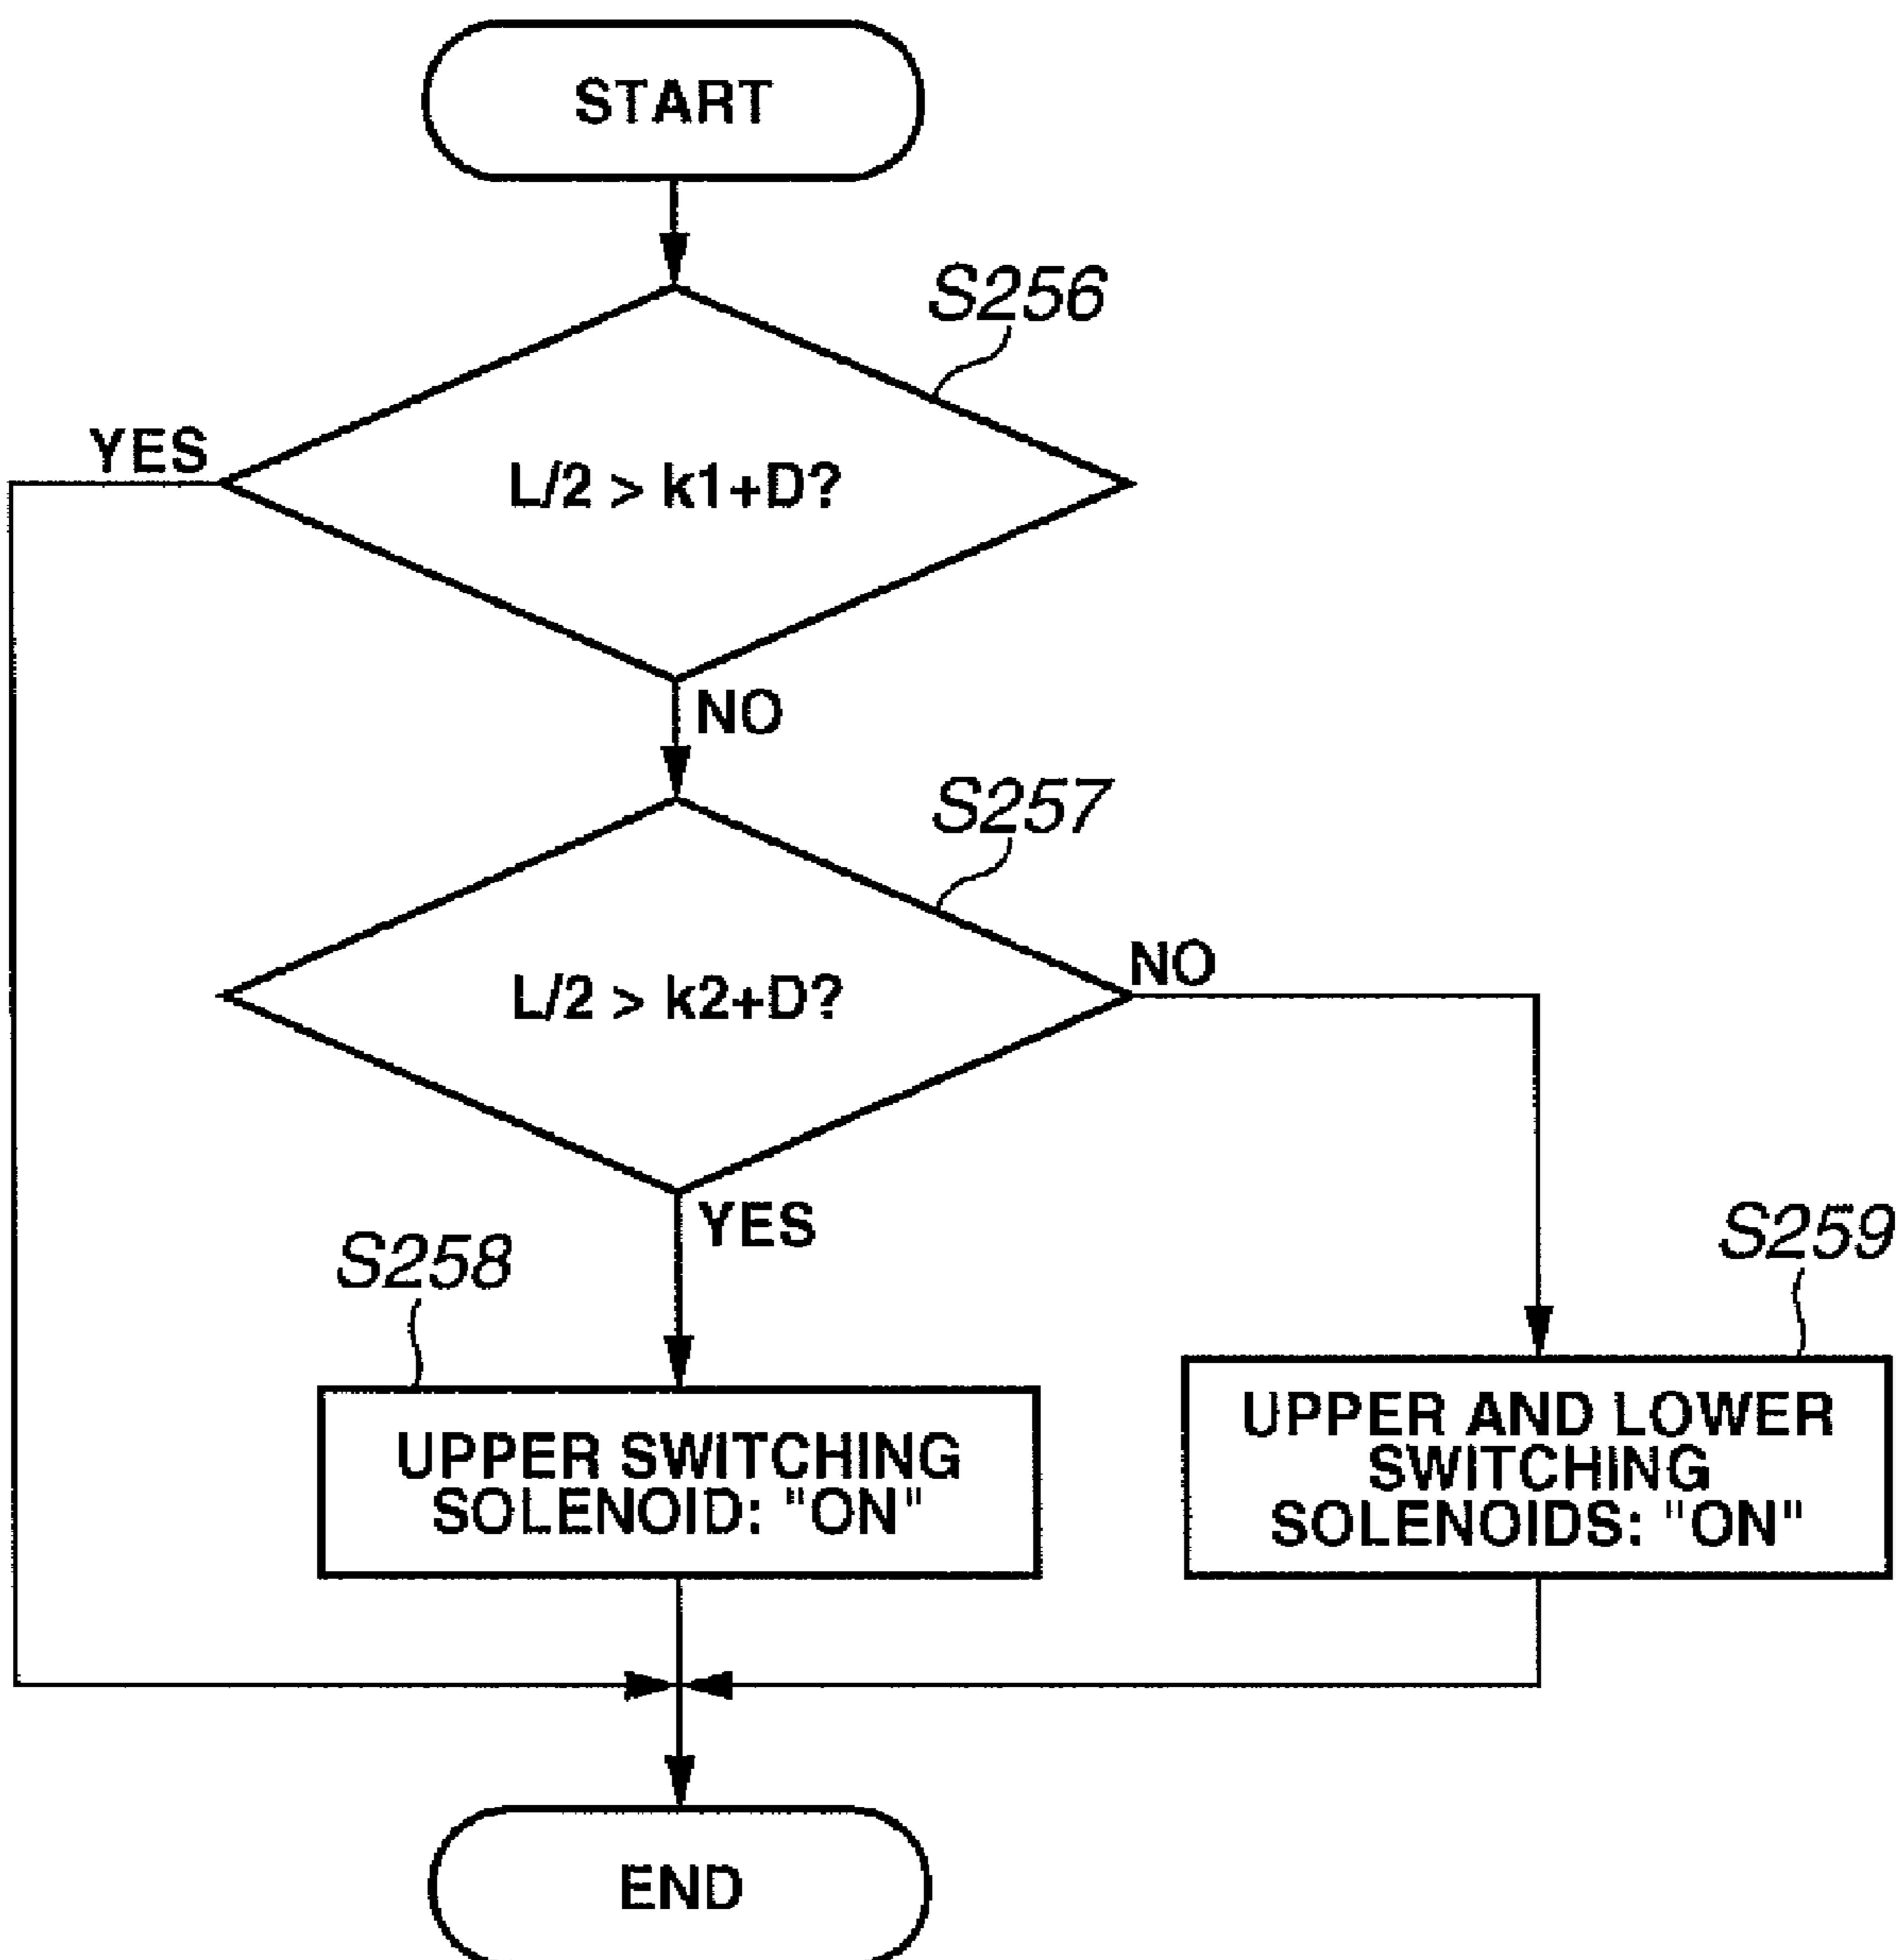 START
S256
YES
L/2 > k1+D?
NO
S257
NO
L/2 > k2+D?
YES
S258
S259
UPPER SWITCHING
SOLENOID: "ON"
UPPER AND LOWER
SWITCHING
SOLENOIDS: "ON"
END